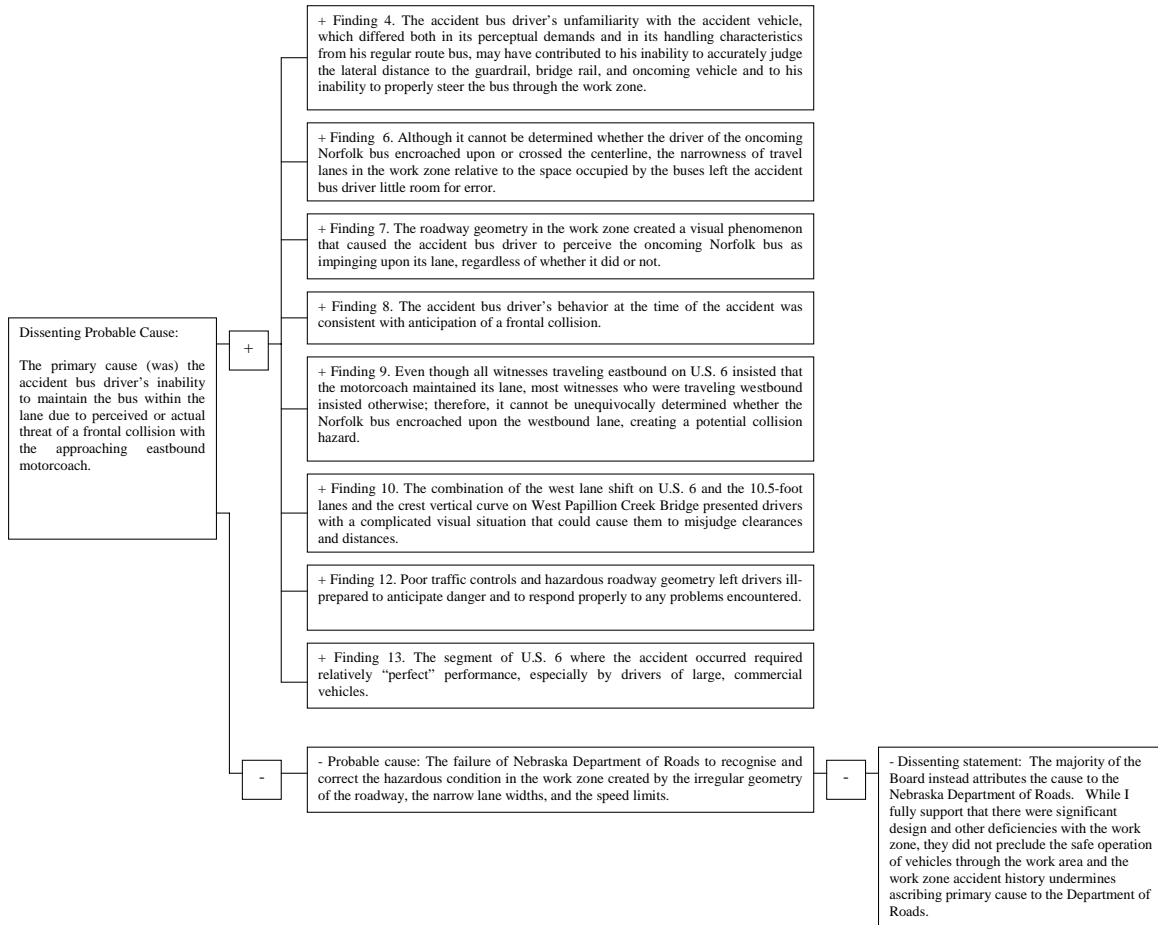 + Finding 4. The accident bus driver's unfamiliarity with the accident vehicle,
which differed both in its perceptual demands and in its handling characteristics
from his regular route bus, may have contributed to his inability to accurately judge
the lateral distance to the guardrail, bridge rail, and oncoming vehicle and to his
inability to properly steer the bus through the work zone.
+ Finding 6. Although it cannot be determined whether the driver of the oncoming
Norfolk bus encroached upon or crossed the centerline, the narrowness of travel
lanes in the work zone relative to the space occupied by the buses left the accident
bus driver little room for error.
+ Finding 7. The roadway geometry in the work zone created a visual phenomenon
that caused the accident bus driver to perceive the oncoming Norfolk bus as
impinging upon its lane, regardless of whether it did or not.
+ Finding 8. The accident bus driver's behavior at the time of the accident was
consistent with anticipation of a frontal collision.
Dissenting Probable Cause:
The primary cause (was) the
accident bus driver's inability
to maintain the bus within the
lane due to perceived or actual
threat of a frontal collision with
the approaching eastbound
motorcoach.
+
+ Finding 9. Even though all witnesses traveling eastbound on U.S. 6 insisted that
the motorcoach maintained its lane, most witnesses who were traveling westbound
insisted otherwise; therefore, it cannot be unequivocally determined whether the
Norfolk bus encroached upon the westbound lane, creating a potential collision
hazard.
+ Finding 10. The combination of the west lane shift on U.S. 6 and the 10.5-foot
lanes and the crest vertical curve on West Papillion Creek Bridge presented drivers
with a complicated visual situation that could cause them to misjudge clearances
and distances.
+ Finding 12. Poor traffic controls and hazardous roadway geometry left drivers ill-
prepared to anticipate danger and to respond properly to any problems encountered.
+ Finding 13. The segment of U.S. 6 where the accident occurred required
relatively "perfect" performance, especially by drivers of large, commercial
vehicles.
-
- Probable cause: The failure of Nebraska Department of Roads to recognise and
correct the hazardous condition in the work zone created by the irregular geometry
of the roadway, the narrow lane widths, and the speed limits.
-
- Dissenting statement: The majority of the
Board instead attributes the cause to the
Nebraska Department of Roads. While I
fully support that there were significant
design and other deficiencies with the work
zone, they did not preclude the safe operation
of vehicles through the work area and the
work zone accident history undermines
ascribing primary cause to the Department of
Roads.